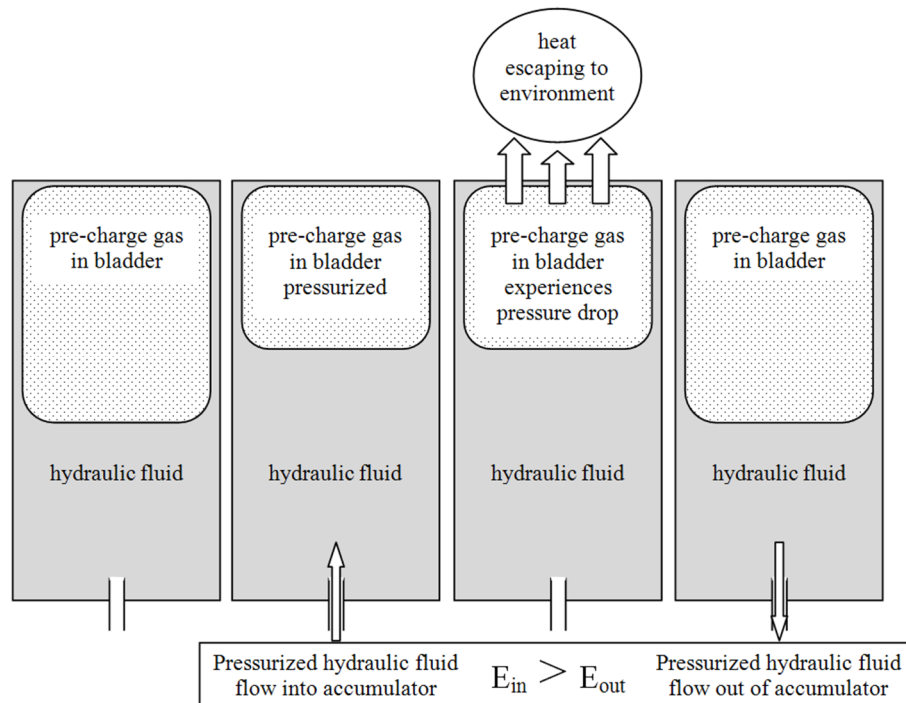 heat
escaping to
environment
pre-charge gas
in bladder
pre-charge gas
in bladder
pressurized
pre-charge gas
in bladder
experiences
pressure drop
pre-charge gas
in bladder
hydraulic fluid
hydraulic fluid
hydraulic fluid
hydraulic fluid
Pressurized hydraulic fluid
flow into accumulator
E_in > E_out
Pressurized hydraulic fluid
flow out of accumulator